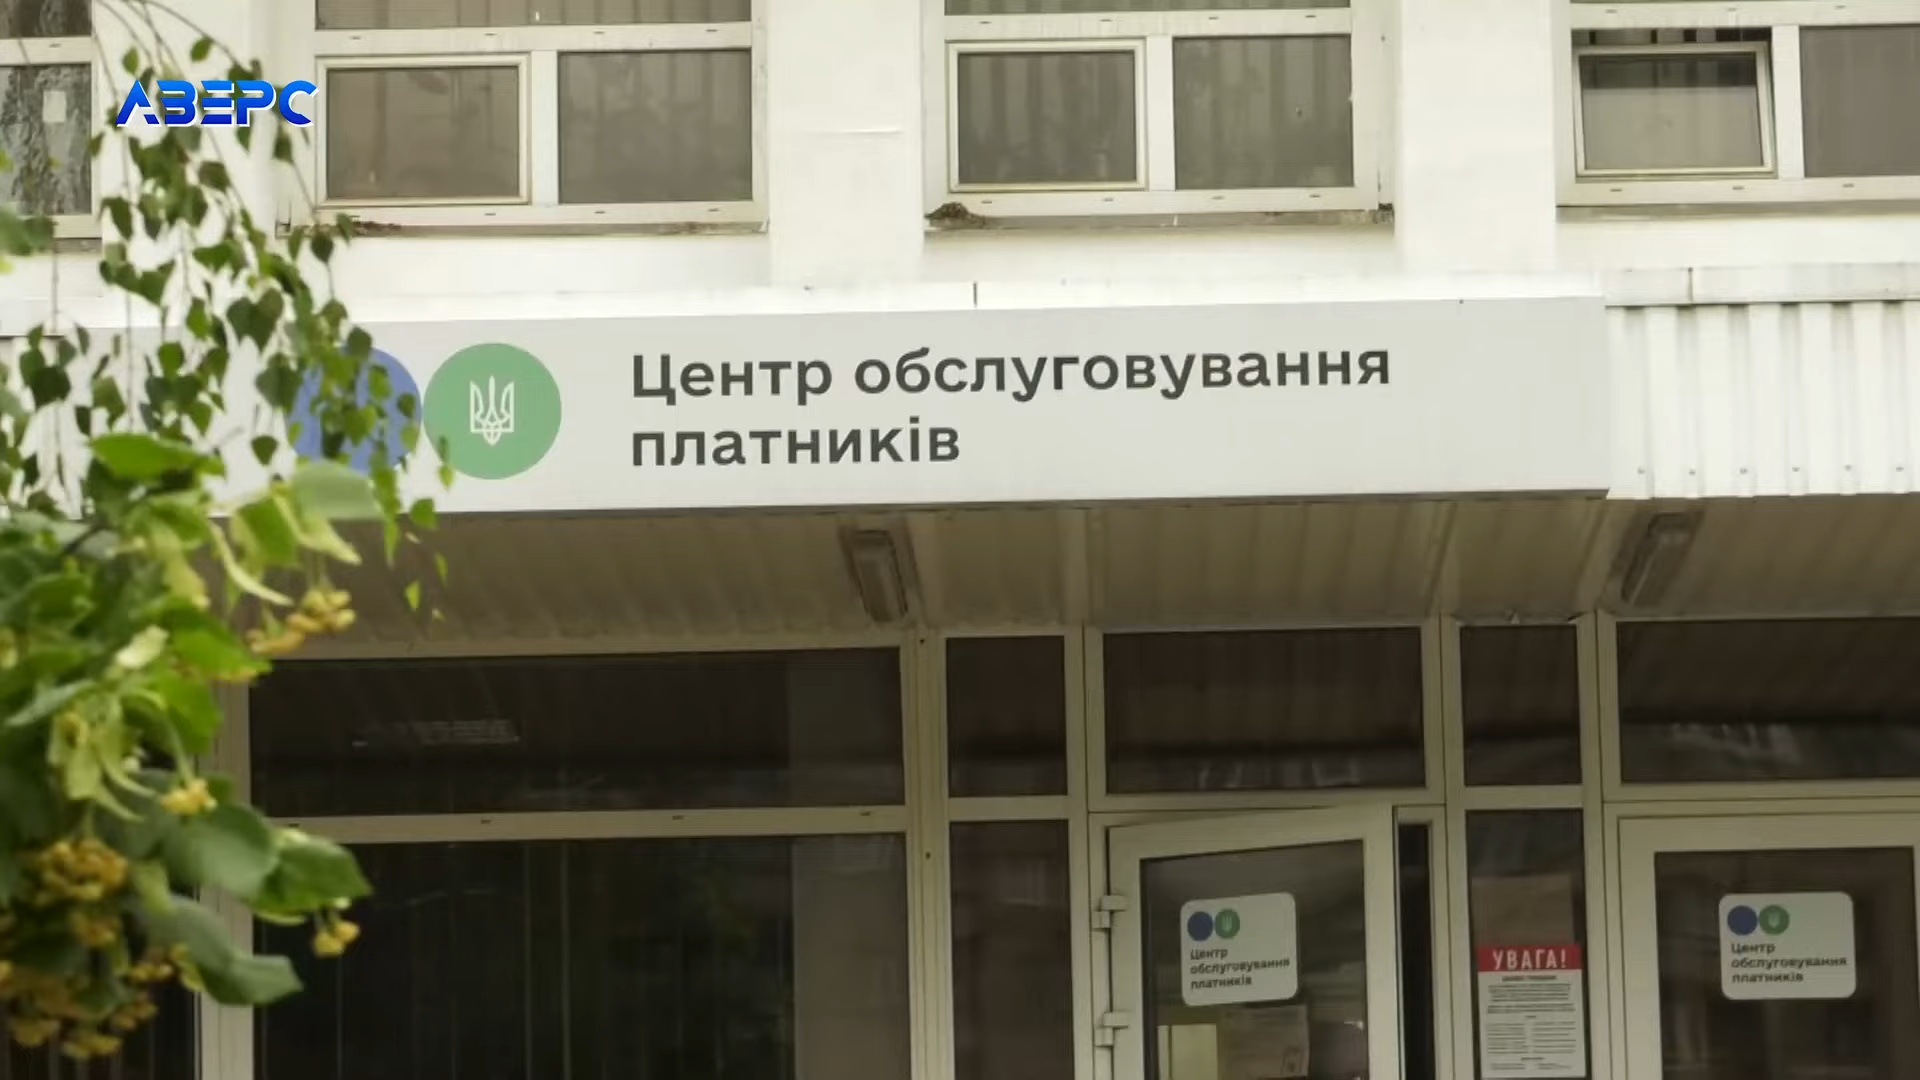 АВЕРС
Центр обслуговування
платників
Центр
обслуговування
платників
УВАГА!
Центр
обслуговування
платників